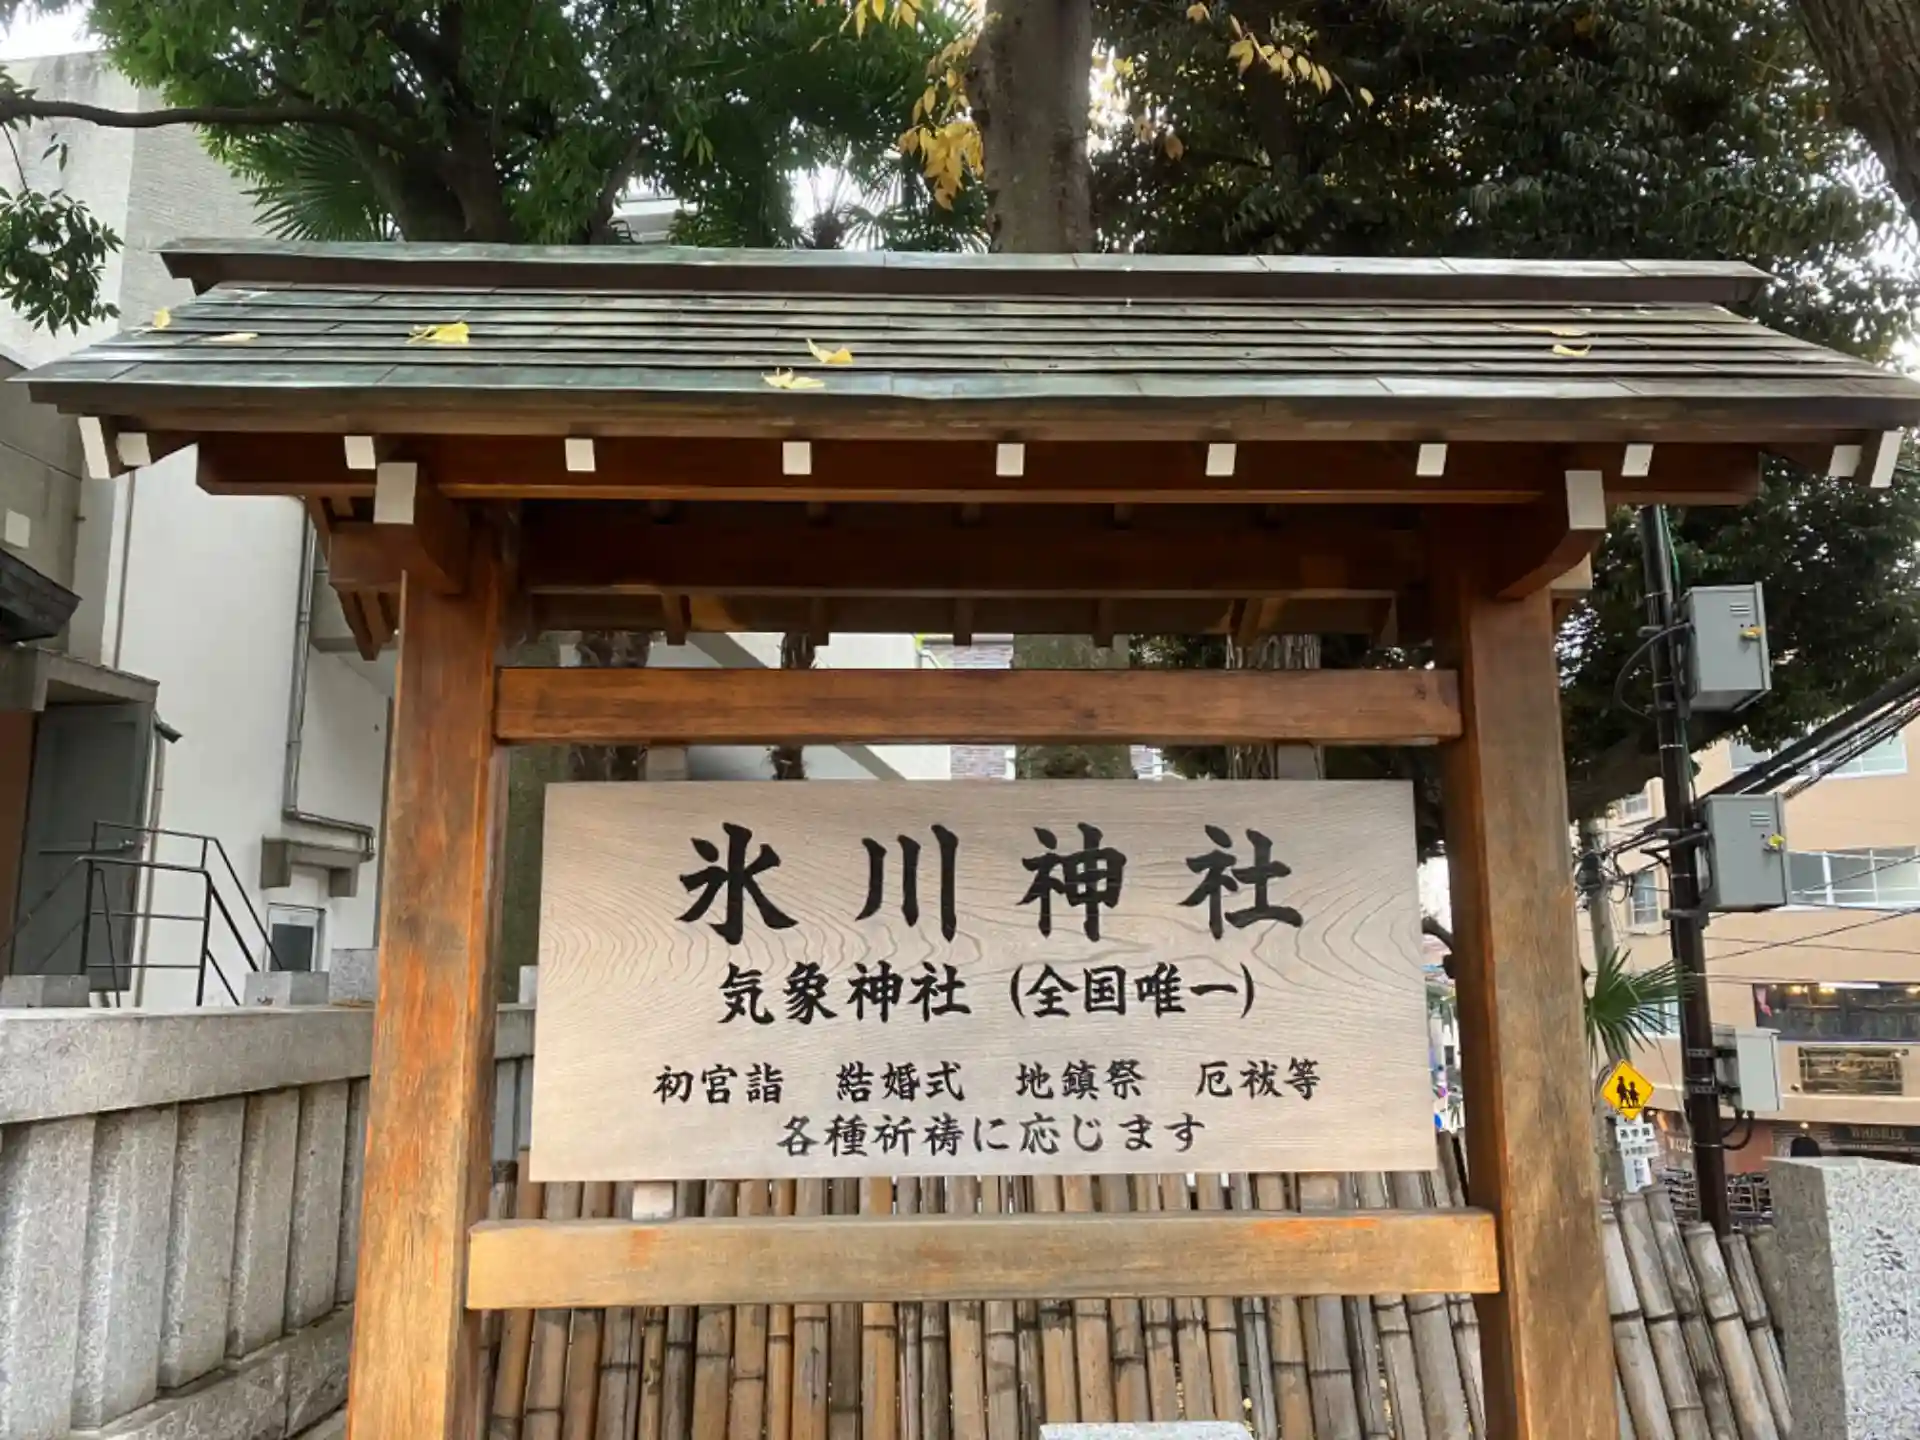 氷川神社
気象神社 (全国唯一)
初宮詣 結婚式 地鎮祭 厄祓等
各種祈祷に応じます